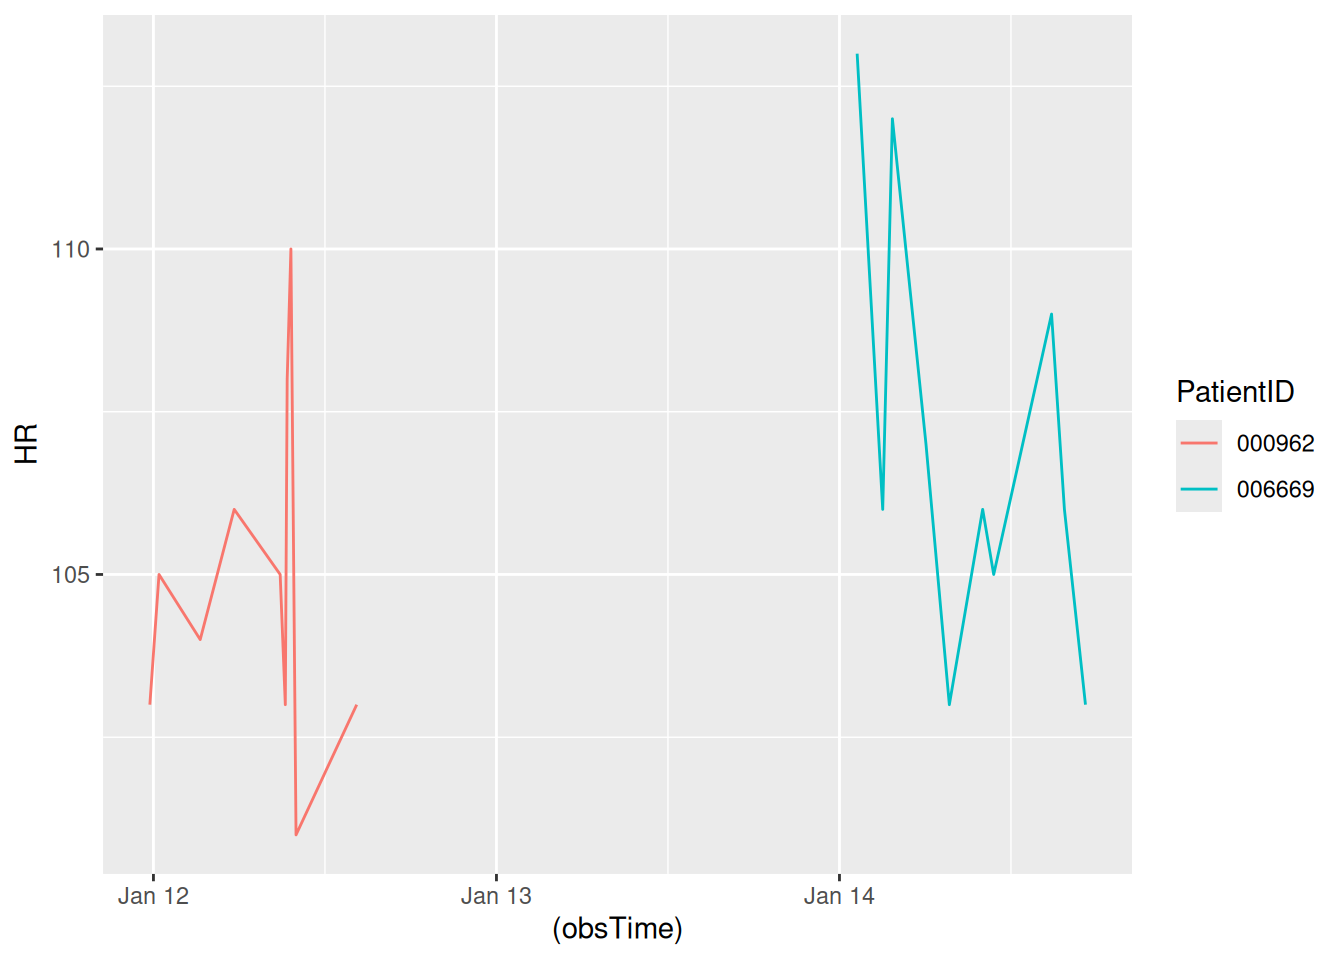 HR
110
105
Jan 12
Jan 13
Jan 14
(obsTime)
PatientID
000962
006669